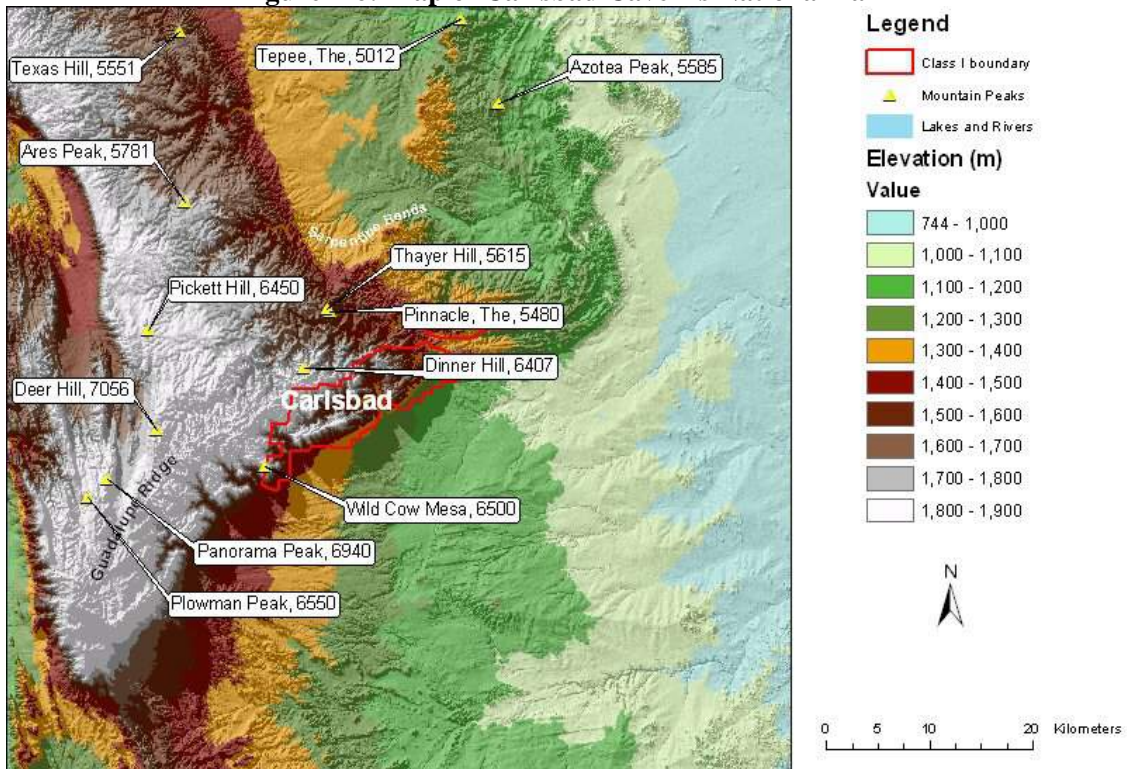 Texas Hill, 5551
Tepee, The, 5012
Azotea Peak, 5585
Ares Peak, 5781
Serpentine Bends
Thayer Hill, 5615
Pickett Hill, 6450
Pinnacle, The, 5480
Dinner Hill, 6407
Deer Hill, 7056
Carlsbad
Guadalupe Ridge
Wild Cow Mesa, 6500
Panorama Peak, 6940
Plowman Peak, 6550
Legend
Class I boundary
Mountain Peaks
Lakes and Rivers
Elevation (m)
Value
744 - 1,000
1,000 - 1,100
1,100 - 1,200
1,200 - 1,300
1,300 - 1,400
1,400 - 1,500
1,500 - 1,600
1,600 - 1,700
1,700 - 1,800
1,800 - 1,900
N
0 5 10 20 Kilometers